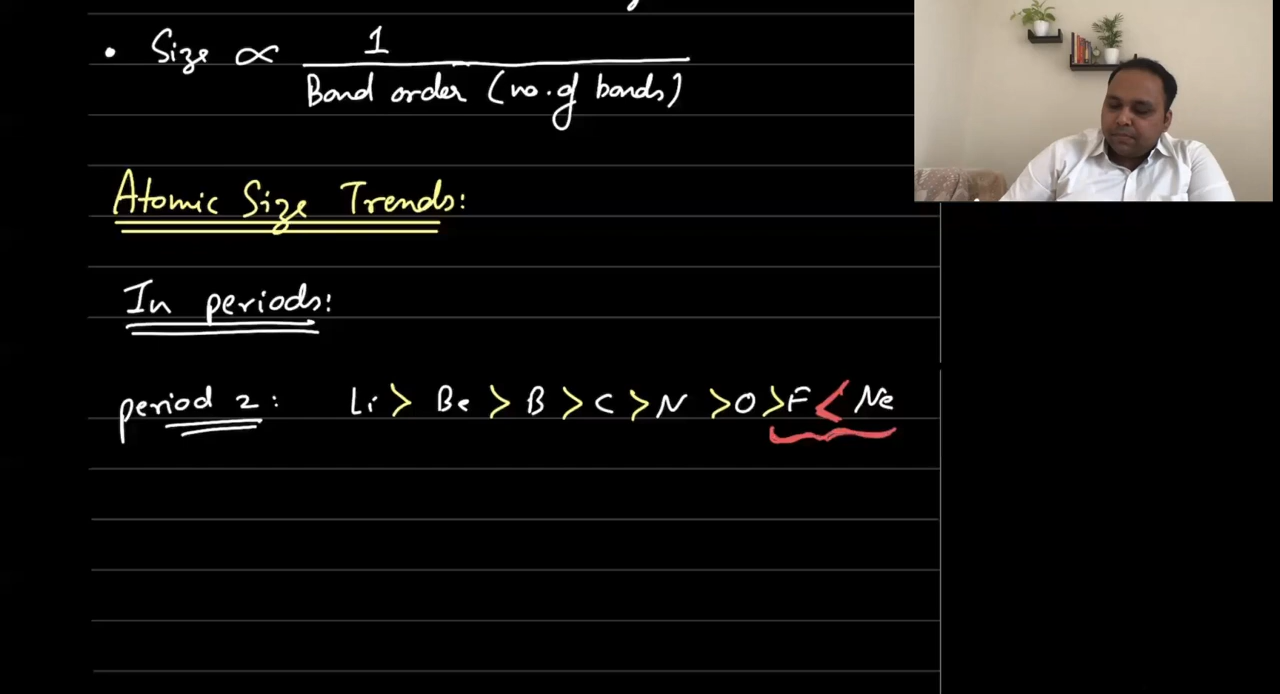 • Size ∝ 1 / Bond order (no. of bonds)
Atomic Size Trends:
In periods:
period 2: Li > Be > B > C > N > O > F < Ne